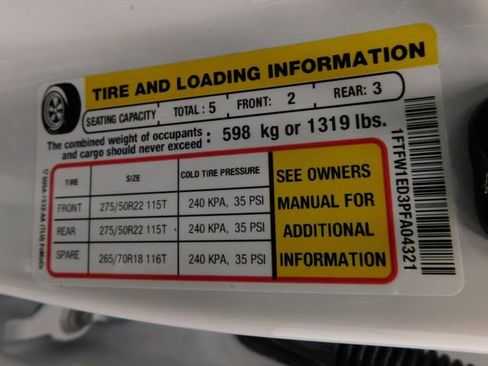 TIRE AND LOADING INFORMATION
SEATING CAPACITY TOTAL : 5 FRONT: 2 REAR: 3
The combined weight of occupants and cargo should never exceed : 598 kg or 1319 lbs.
TIRE SIZE COLD TIRE PRESSURE
FRONT 275/50R22 115T 240 KPA, 35 PSI
REAR 275/50R22 115T 240 KPA, 35 PSI
SPARE 265/70R18 116T 240 KPA, 35 PSI
SEE OWNERS
MANUAL FOR
ADDITIONAL
INFORMATION
1FTFW1ED3PFA04321